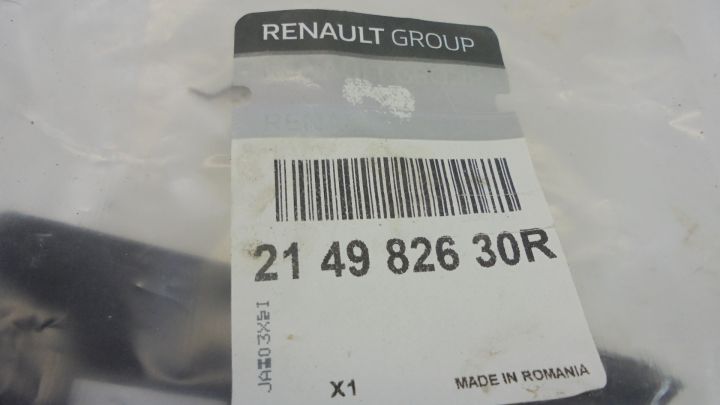 RENAULT GROUP
21 49 826 30R
X1
MADE IN ROMANIA